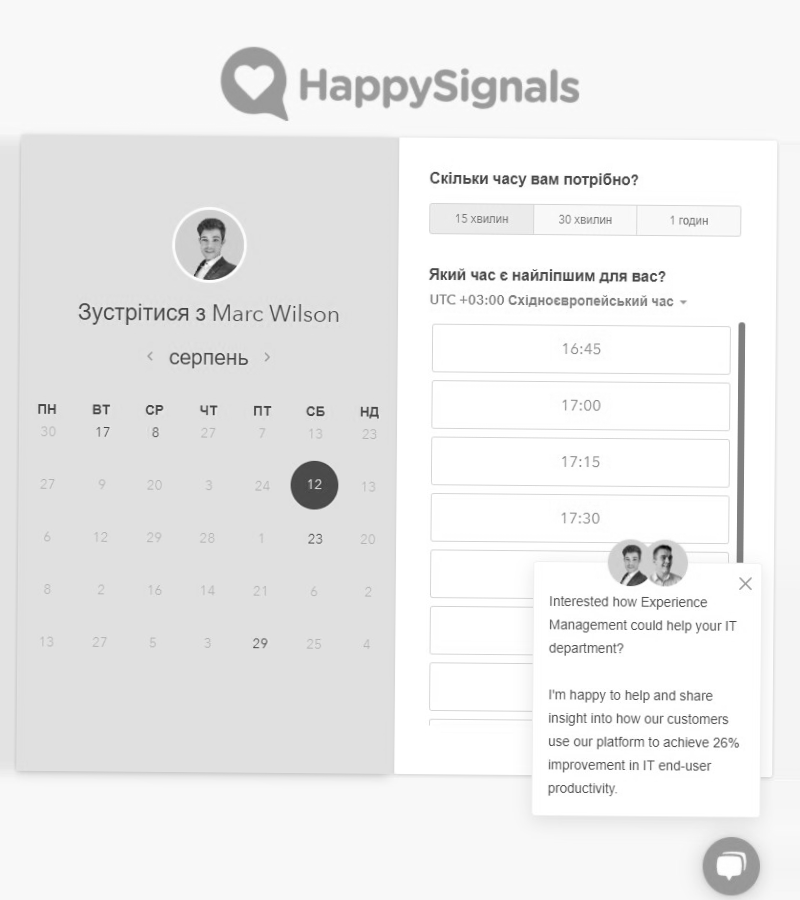 HappySignals
Зустрітися з Marc Wilson
серпень
ПН ВТ СР ЧТ ПТ СБ НД
30 17 8 27 7 13 23
27 9 20 3 24 12 13
6 12 29 28 1 23 20
8 2 16 14 21 6 2
13 27 5 3 29 25 4
Скільки часу вам потрібно?
15 хвилин 30 хвилин 1 годин
Який час є найліпшим для вас?
UTC +03:00 Східноєвропейський час
16:45
17:00
17:15
17:30
Interested how Experience
Management could help your IT
department?
I'm happy to help and share
insight into how our customers
use our platform to achieve 26%
improvement in IT end-user
productivity.